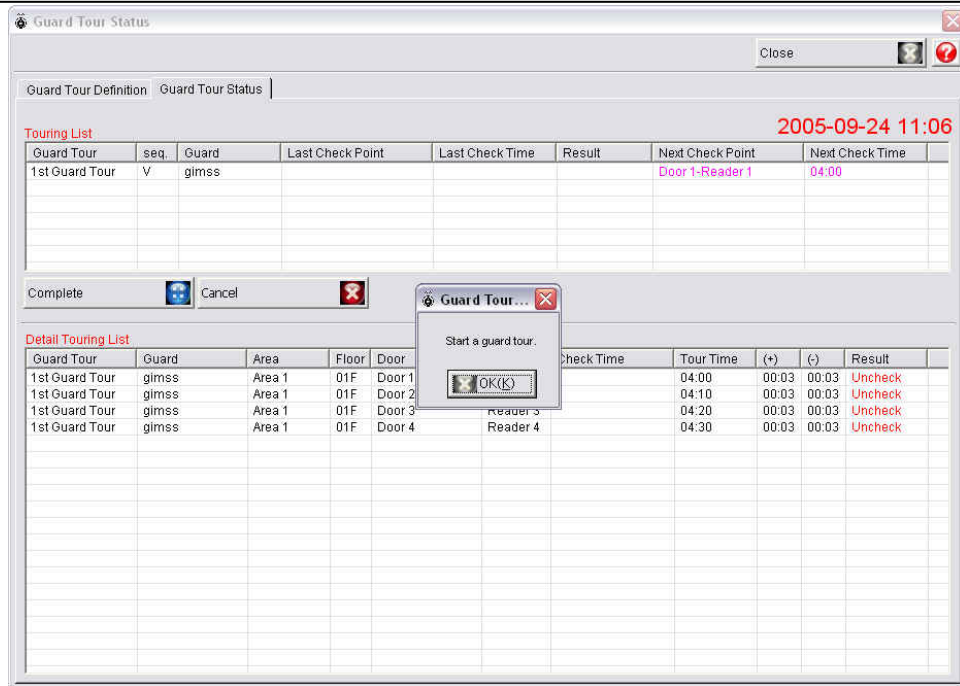 Guard Tour Status
Close
Guard Tour Definition Guard Tour Status
2005-09-24 11:06
Touring List
Guard Tour seq. Guard Last Check Point Last Check Time Result Next Check Point Next Check Time
1st Guard Tour V gimss Door 1-Reader 1 04:00
Complete Cancel
Guard Tour...
Start a guard tour.
OK(K)
Detail Touring List
Guard Tour Guard Area Floor Door Check Time Tour Time (+) (-) Result
1st Guard Tour gimss Area 1 01F Door 1 04:00 00:03 00:03 Uncheck
1st Guard Tour gimss Area 1 01F Door 2 04:10 00:03 00:03 Uncheck
1st Guard Tour gimss Area 1 01F Door 3 Reader 3 04:20 00:03 00:03 Uncheck
1st Guard Tour gimss Area 1 01F Door 4 Reader 4 04:30 00:03 00:03 Uncheck